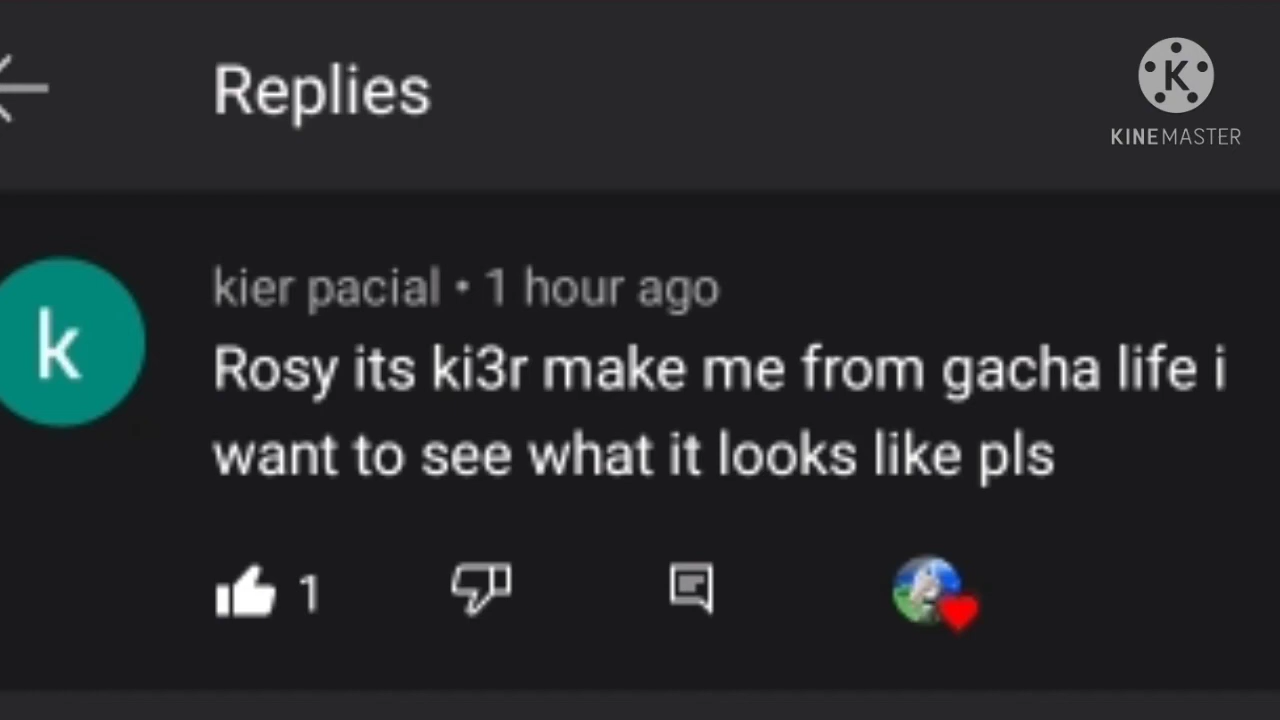 Replies
K
KINEMASTER
k
kier pacial • 1 hour ago
Rosy its ki3r make me from gacha life i
want to see what it looks like pls
1